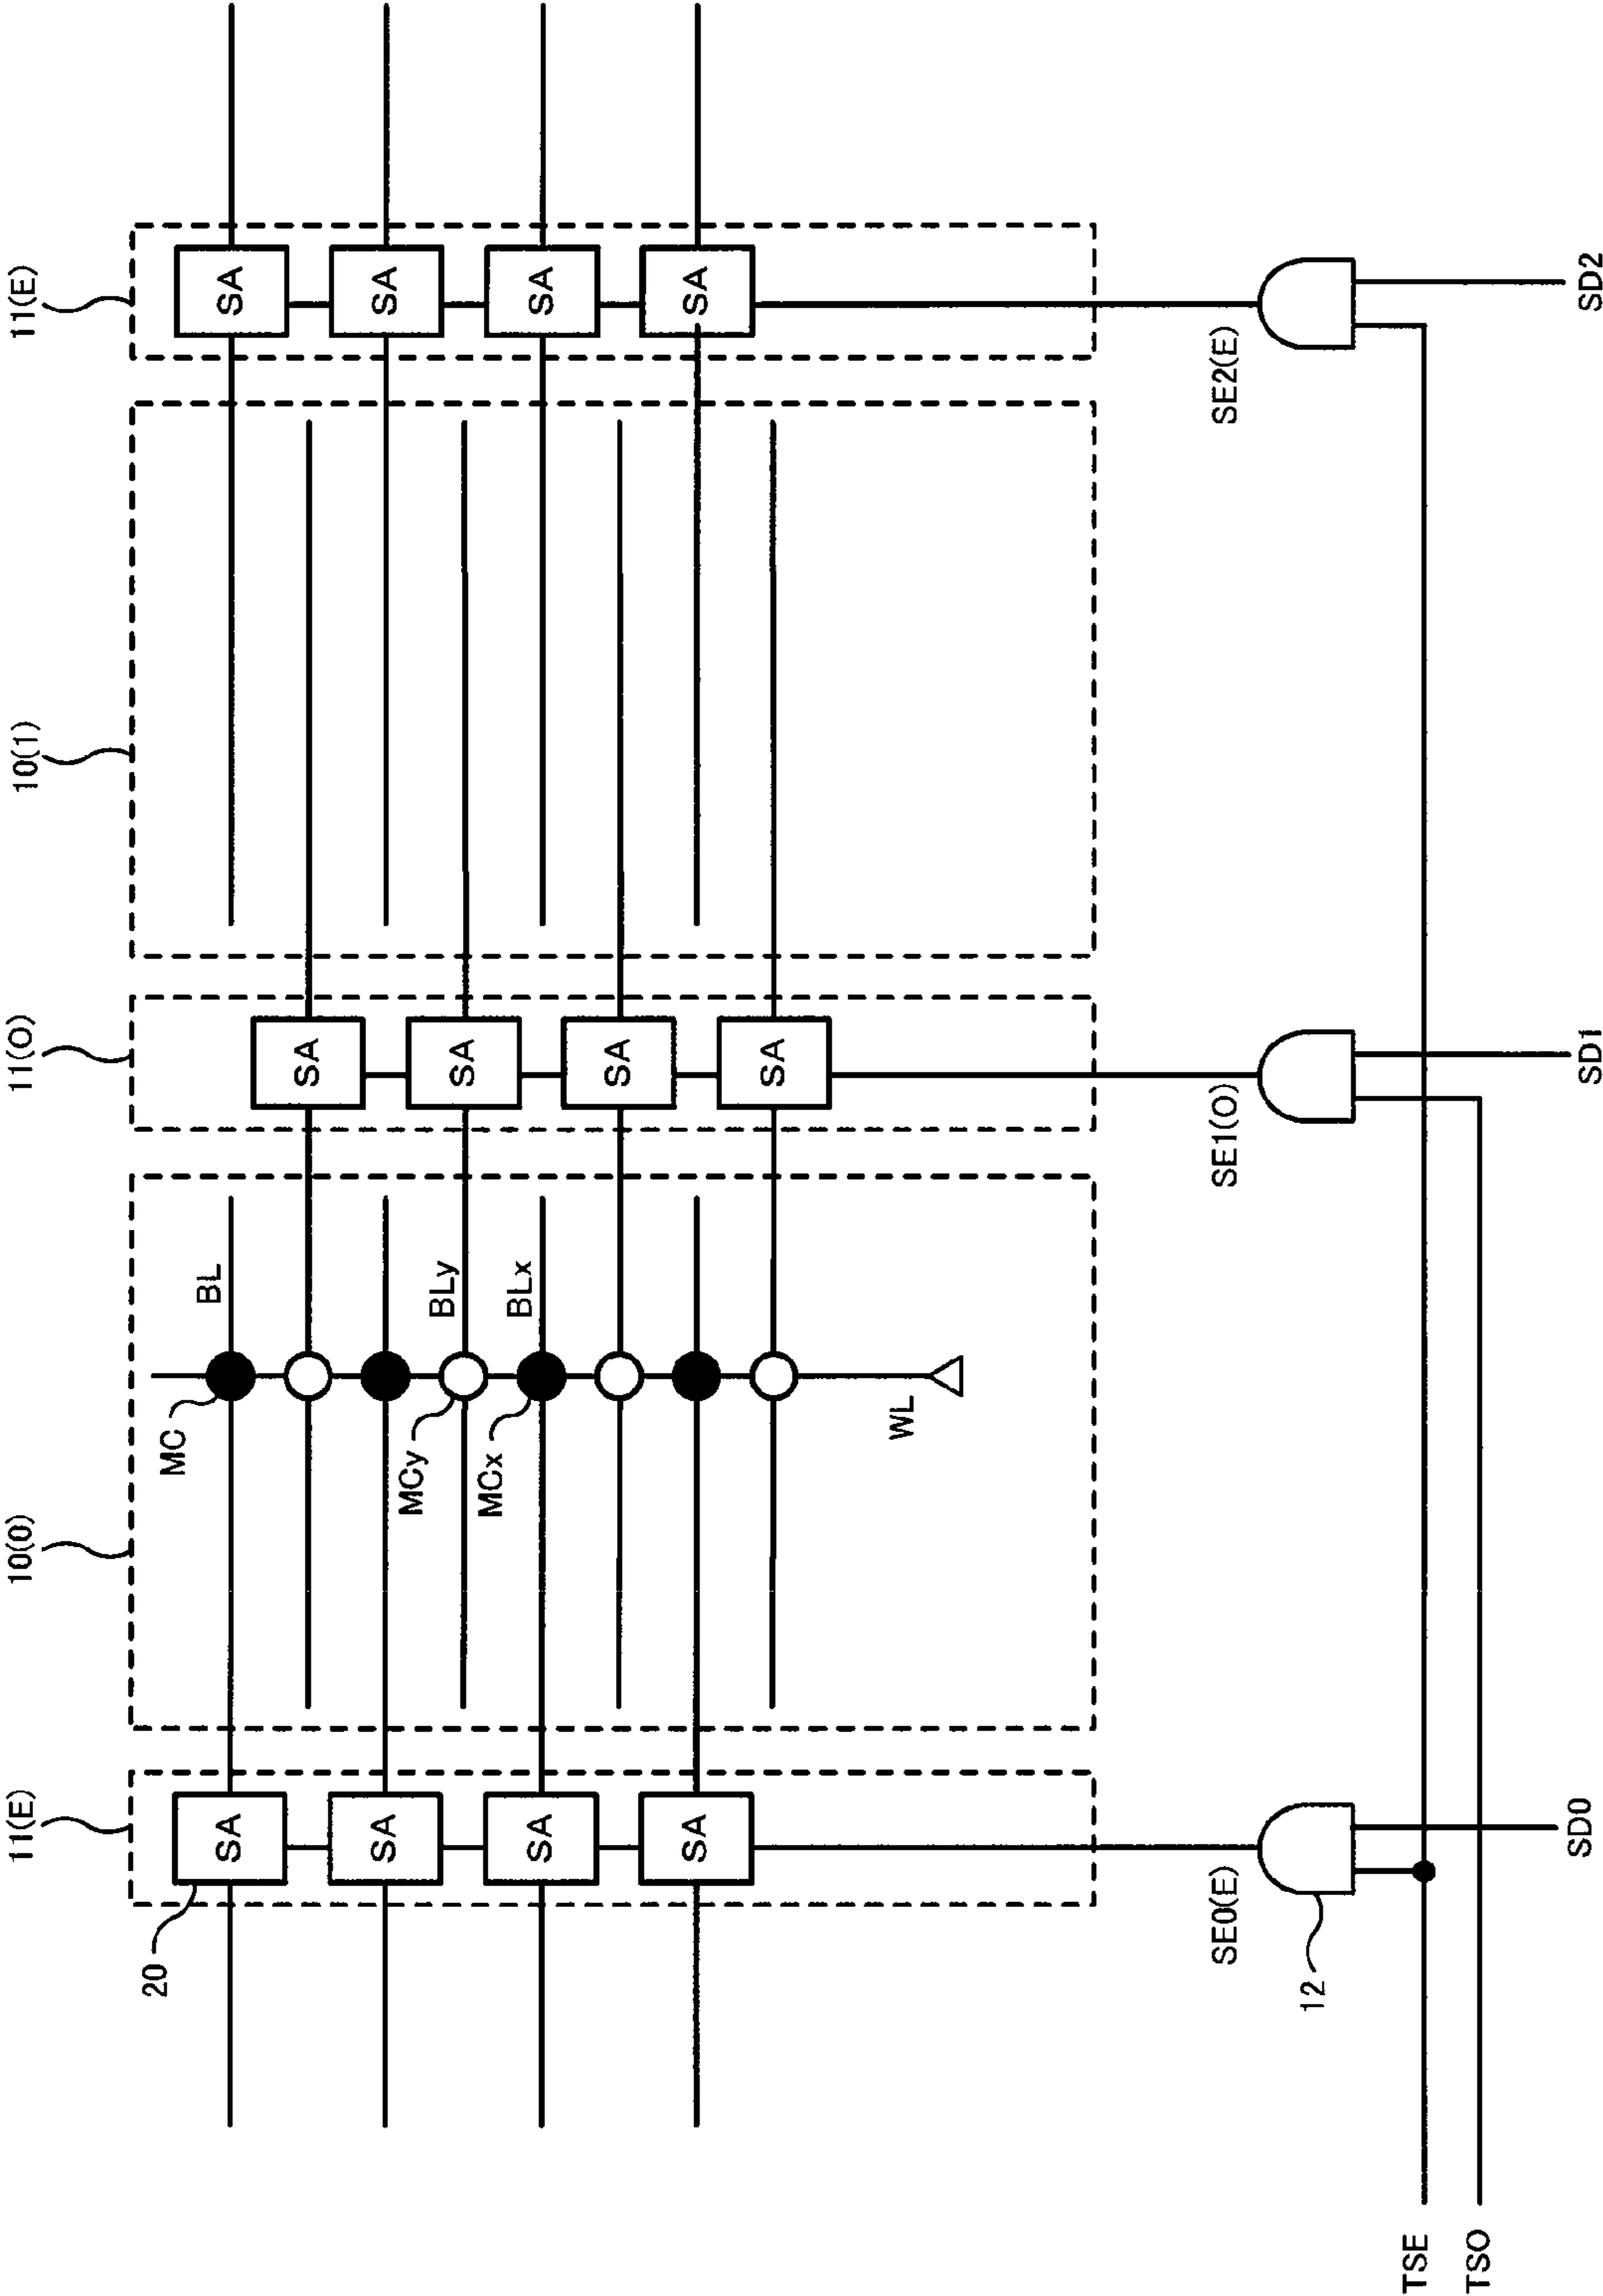 11(E)
10(0)
11(O)
10(1)
11(E)
20
SA
SA
SA
SA
MC
BL
MCy
BLy
MCx
BLx
WL
SA
SA
SA
SA
SA
SA
SA
SA
SE0(E)
SE1(O)
SE2(E)
12
TSE
TSO
SD0
SD1
SD2